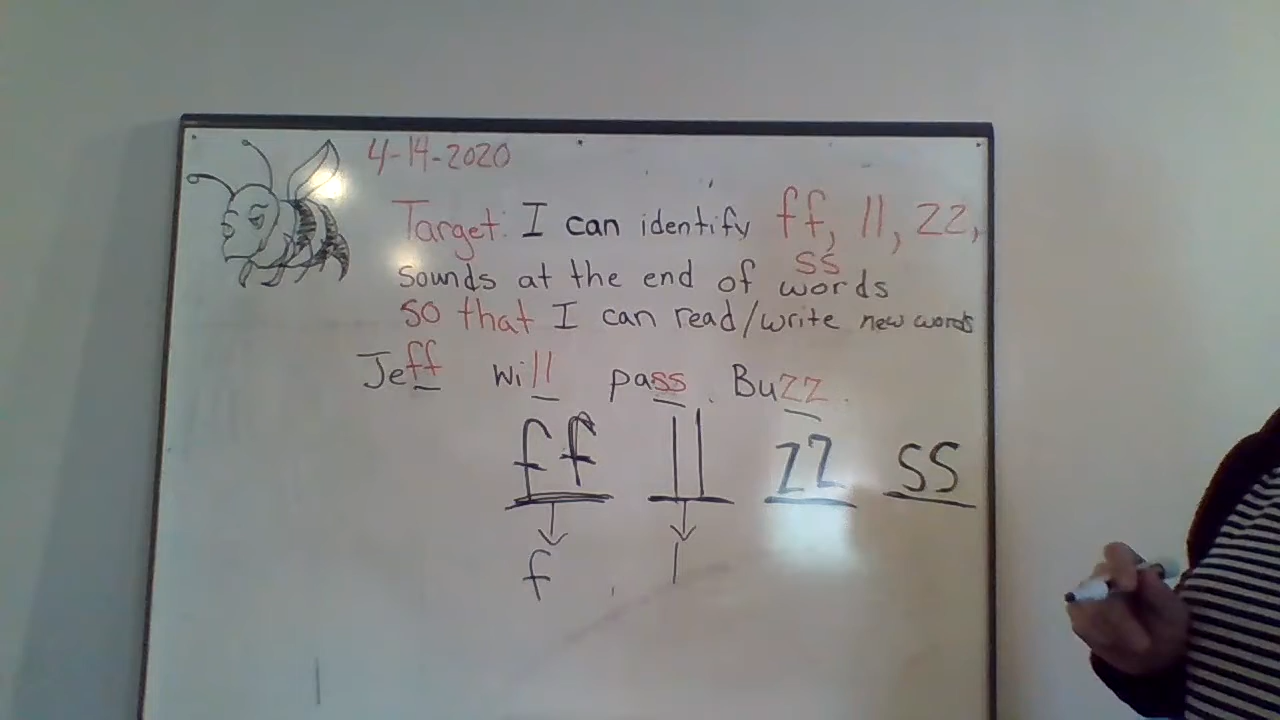 4-14-2020
Target: I can identify ff, ll, zz,
ss
sounds at the end of words
so that I can read/write new words
Jeff will pass. Buzz.
ff ll zz ss
f l